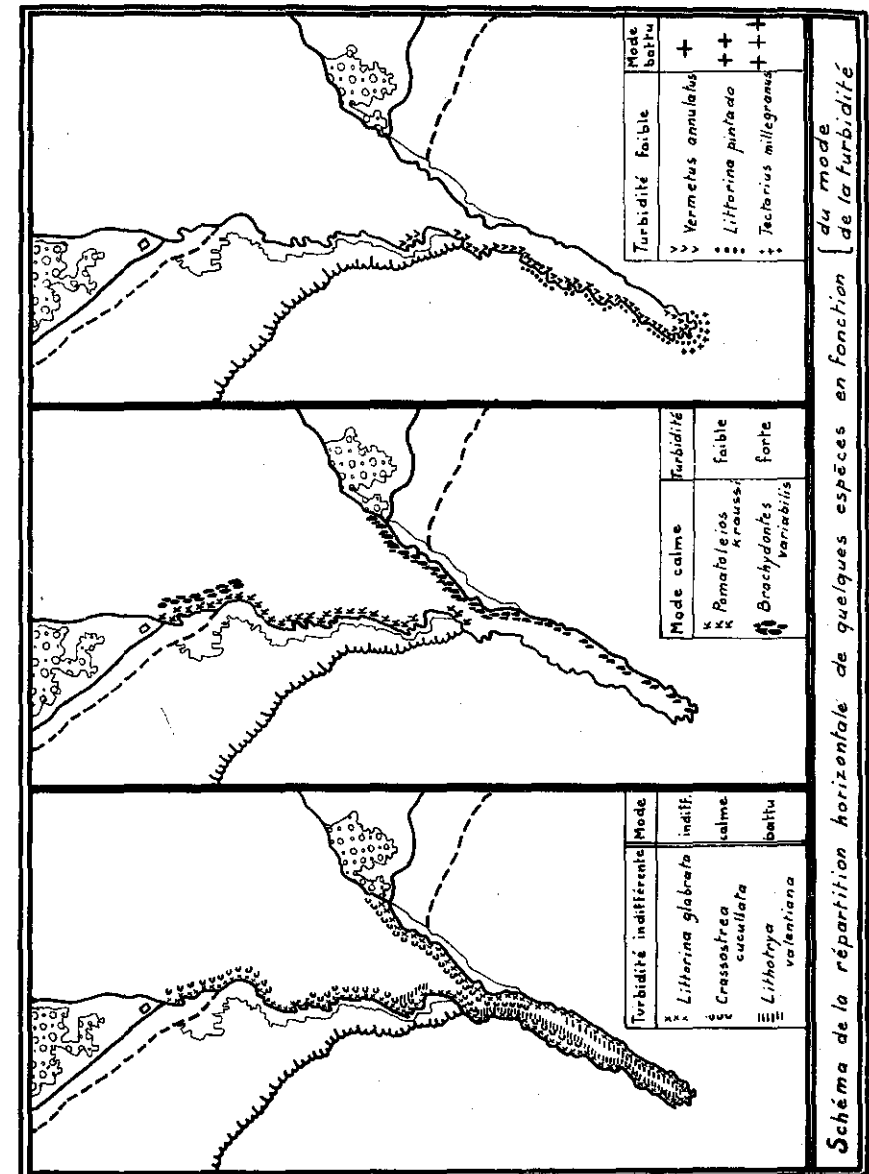 Turbidité indifférente Mode
xxx Littorina glabrata indiff.
Crassostrea calme
cucullata
Lithotrya battu
valentiana
Mode calme Turbidité
K K K Pomatoleios faible
kraussi
Brachydontes forte
variabilis
Turbidité faible Mode
battu
v v v Vermetus annulatus +
Littorina pintado ++
+ + + Tectarius millegranus +++
Schéma de la répartition horizontale de quelques espèces en fonction { du mode
de la turbidité